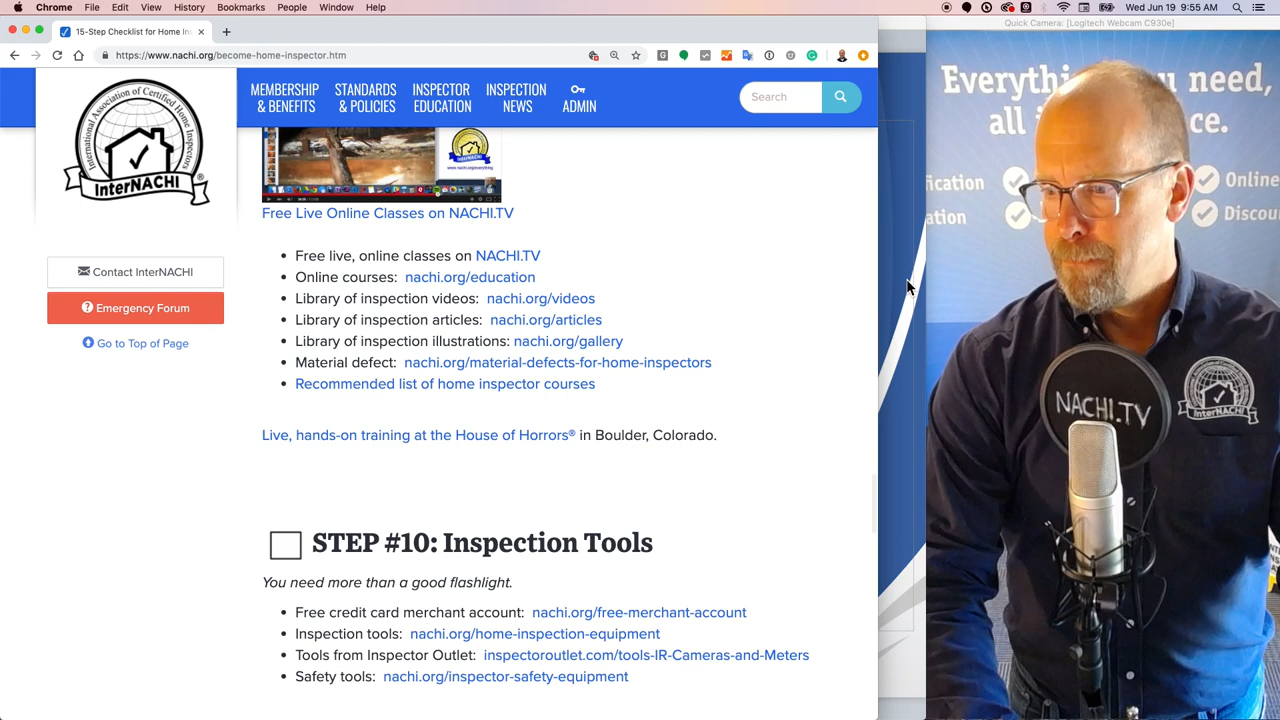 Chrome File Edit View History Bookmarks People Window Help
Wed Jun 19 9:55 AM
Quick Camera: [Logitech Webcam C930e]
15-Step Checklist for Home In
https://www.nachi.org/become-home-inspector.htm
MEMBERSHIP & BENEFITS
STANDARDS & POLICIES
INSPECTOR EDUCATION
INSPECTION NEWS
ADMIN
Search
International Association of Certified Home Inspectors
InterNACHI®
Contact InterNACHI
Emergency Forum
Go to Top of Page
InterNACHI
Free Live Online Classes on NACHI.TV
Free live, online classes on NACHI.TV
Online courses: nachi.org/education
Library of inspection videos: nachi.org/videos
Library of inspection articles: nachi.org/articles
Library of inspection illustrations: nachi.org/gallery
Material defect: nachi.org/material-defects-for-home-inspectors
Recommended list of home inspector courses
Live, hands-on training at the House of Horrors® in Boulder, Colorado.
STEP #10: Inspection Tools
You need more than a good flashlight.
Free credit card merchant account: nachi.org/free-merchant-account
Inspection tools: nachi.org/home-inspection-equipment
Tools from Inspector Outlet: inspectoroutlet.com/tools-IR-Cameras-and-Meters
Safety tools: nachi.org/inspector-safety-equipment
Everything u need,
all i ce.
fication
Online
ation
Discou
NACHI.TV
InterNACHI